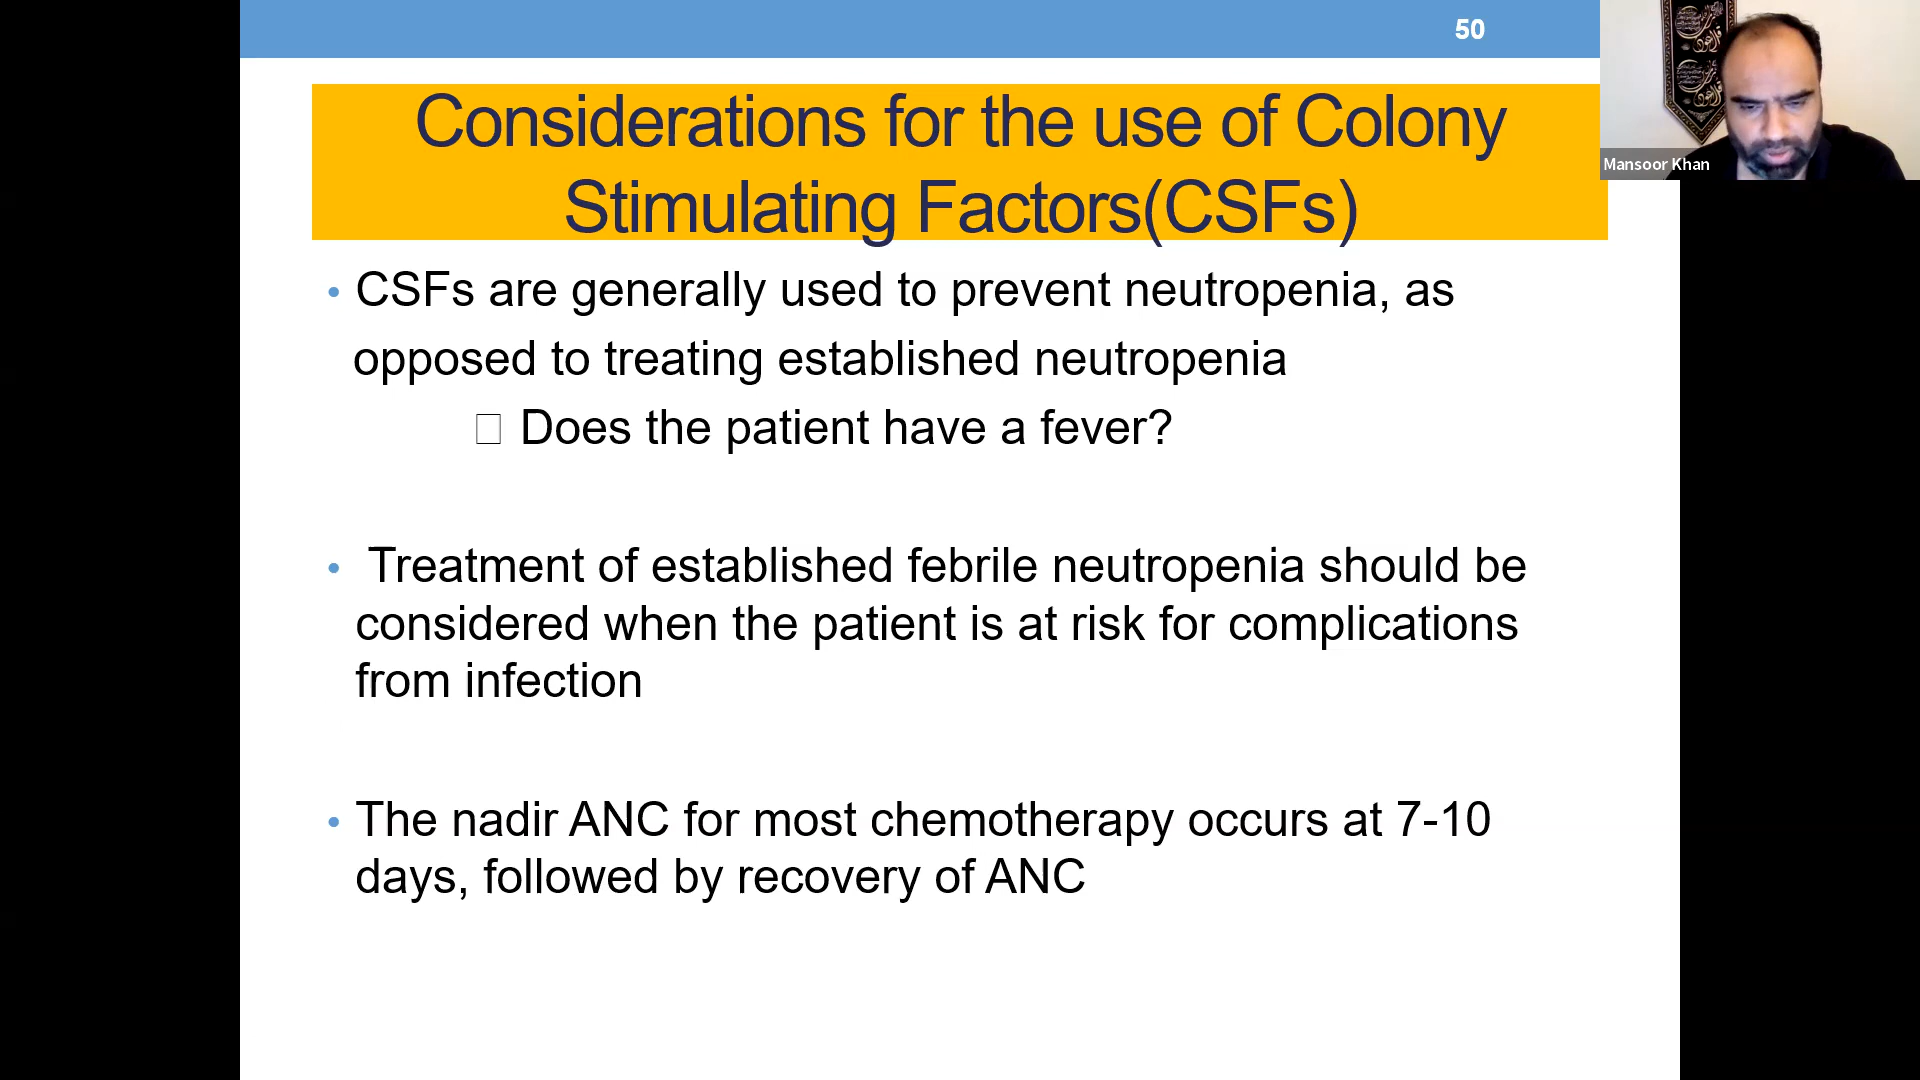 50
Considerations for the use of Colony
Stimulating Factors(CSFs)
Mansoor Khan
• CSFs are generally used to prevent neutropenia, as
opposed to treating established neutropenia
□ Does the patient have a fever?
• Treatment of established febrile neutropenia should be
considered when the patient is at risk for complications
from infection
• The nadir ANC for most chemotherapy occurs at 7-10
days, followed by recovery of ANC